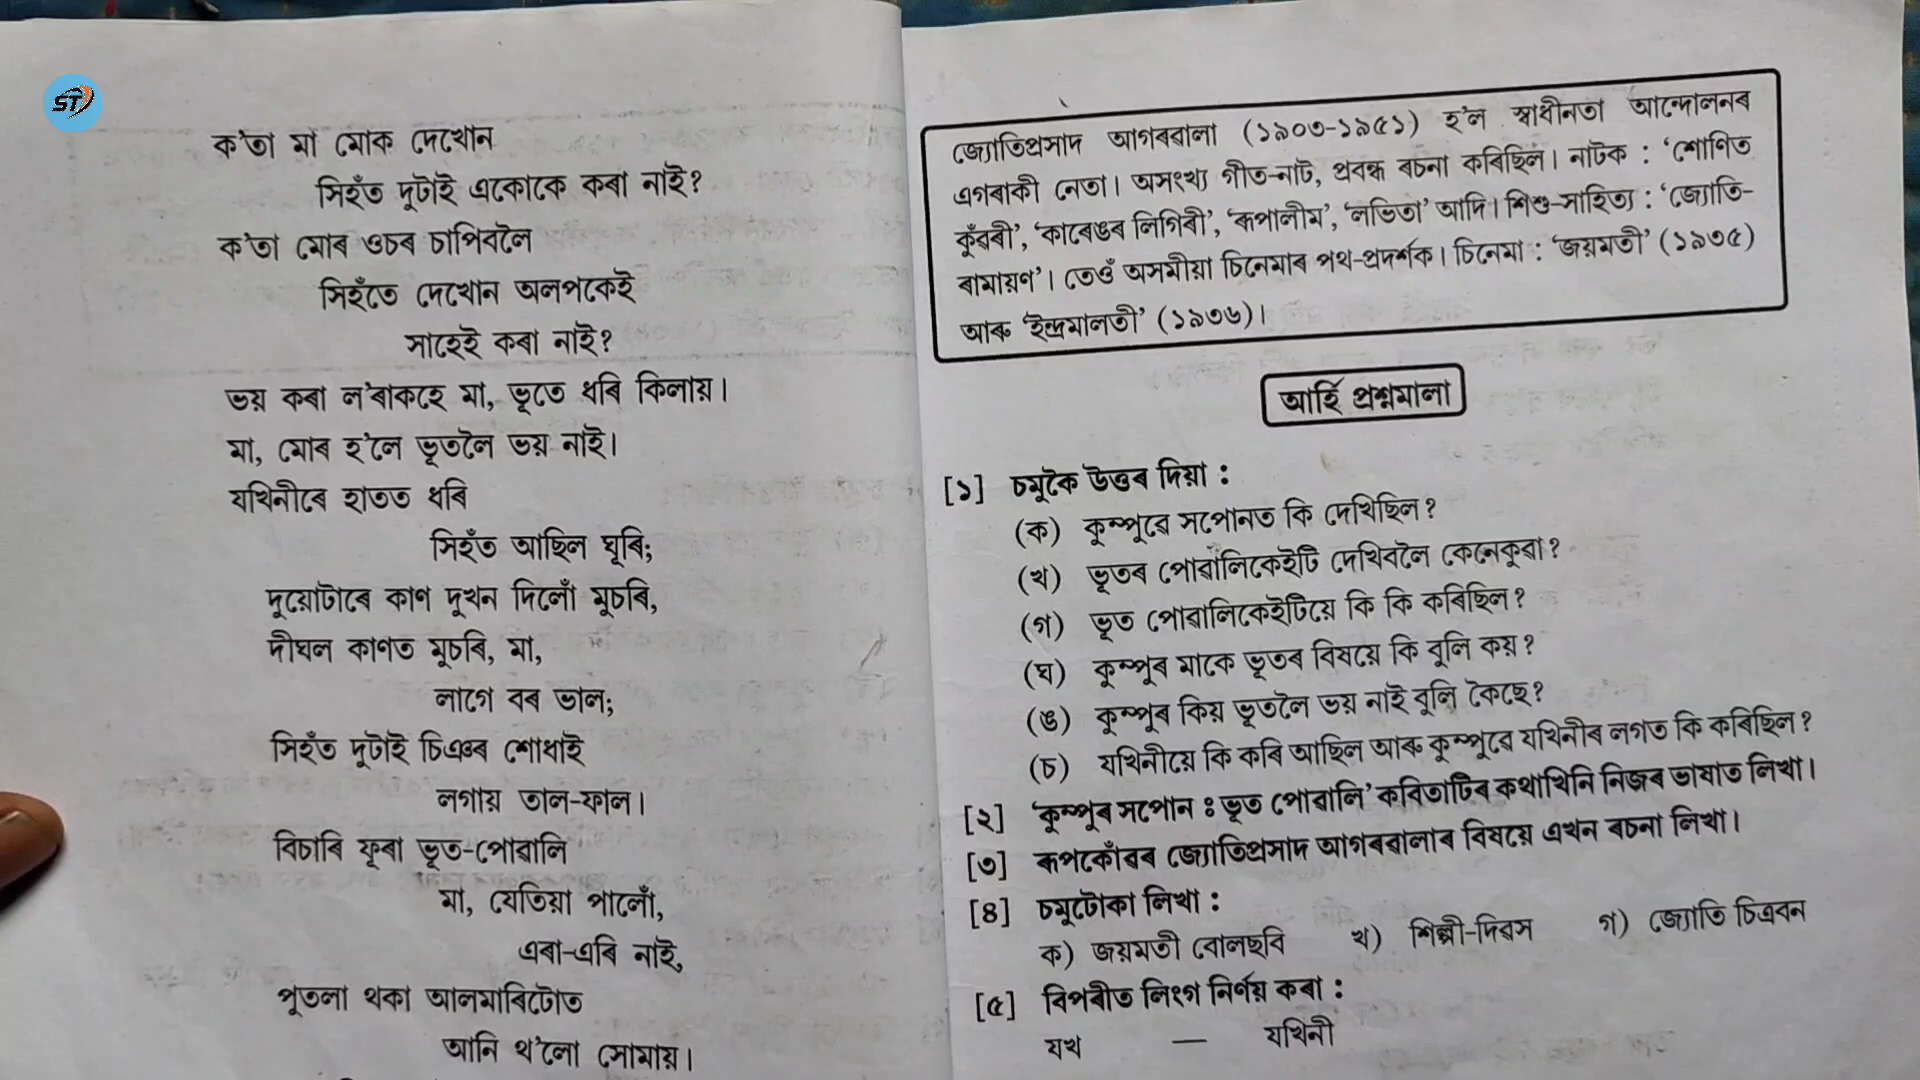 ST
ক'তা মা মোক দেখোন
সিহঁত দুটাই একোকে কৰা নাই?
ক'তা মোৰ ওচৰ চাপিবলৈ
সিহঁতে দেখোন অলপকেই
সাহেই কৰা নাই?
ভয় কৰা ল'ৰাকহে মা, ভূতে ধৰি কিলায়।
মা, মোৰ হ'লে ভূতলৈ ভয় নাই।
যখিনীৰে হাতত ধৰি
সিহঁত আছিল ঘূৰি;
দুয়োটাৰে কাণ দুখন দিলোঁ মুচৰি,
দীঘল কাণত মুচৰি, মা,
লাগে বৰ ভাল;
সিহঁত দুটাই চিঞৰ শোধাই
লগায় তাল-ফাল।
বিচাৰি ফূৰা ভূত-পোৱালি
মা, যেতিয়া পালোঁ,
এৰা-এৰি নাই,
পুতলা থকা আলমাৰিটোত
আনি থ'লো সোমায়।
জ্যোতিপ্ৰসাদ আগৰৱালা (১৯০৩-১৯৫১) হ'ল স্বাধীনতা আন্দোলনৰ
এগৰাকী নেতা। অসংখ্য গীত-নাট, প্ৰবন্ধ ৰচনা কৰিছিল। নাটক : 'শোণিত
কুঁৱৰী', 'কাৰেঙৰ লিগিৰী', 'ৰূপালীম', 'লভিতা' আদি। শিশু-সাহিত্য : 'জ্যোতি-
ৰামায়ণ'। তেওঁ অসমীয়া চিনেমাৰ পথ-প্ৰদৰ্শক। চিনেমা : 'জয়মতী' (১৯৩৫)
আৰু 'ইন্দ্ৰমালতী' (১৯৩৬)।
আৰ্হি প্ৰশ্নমালা
[১] চমুকৈ উত্তৰ দিয়া :
(ক) কুম্পুৱে সপোনত কি দেখিছিল?
(খ) ভূতৰ পোৱালিকেইটি দেখিবলৈ কেনেকুৱা?
(গ) ভূত পোৱালিকেইটিয়ে কি কি কৰিছিল?
(ঘ) কুম্পুৰ মাকে ভূতৰ বিষয়ে কি বুলি কয়?
(ঙ) কুম্পুৰ কিয় ভূতলৈ ভয় নাই বুলি কৈছে?
(চ) যখিনীয়ে কি কৰি আছিল আৰু কুম্পুৱে যখিনীৰ লগত কি কৰিছিল?
[২] 'কুম্পুৰ সপোন ঃ ভূত পোৱালি' কবিতাটিৰ কথাখিনি নিজৰ ভাষাত লিখা।
[৩] ৰূপকোঁৱৰ জ্যোতিপ্ৰসাদ আগৰৱালাৰ বিষয়ে এখন ৰচনা লিখা।
[৪] চমুটোকা লিখা :
ক) জয়মতী বোলছবি খ) শিল্পী-দিৱস গ) জ্যোতি চিত্ৰবন
[৫] বিপৰীত লিংগ নিৰ্ণয় কৰা :
যখ — যখিনী